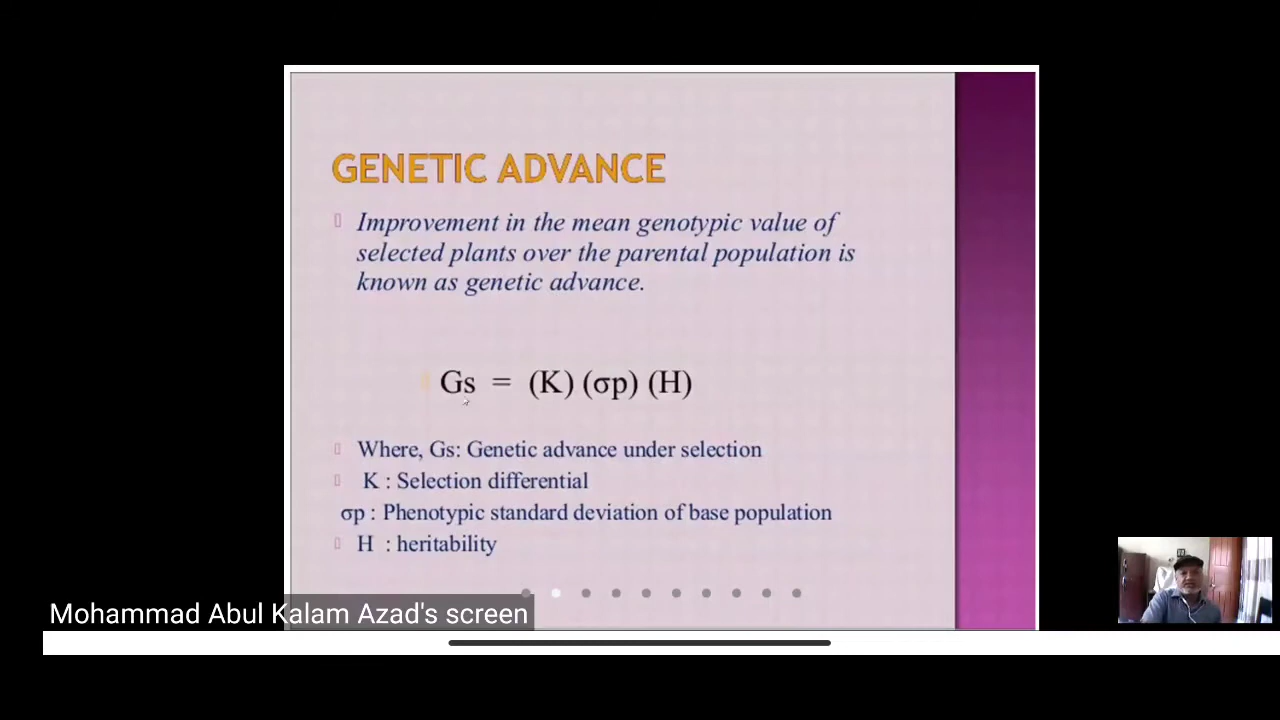 GENETIC ADVANCE
Improvement in the mean genotypic value of
selected plants over the parental population is
known as genetic advance.
Gs = (K) (σp) (H)
Where, Gs: Genetic advance under selection
K : Selection differential
σp : Phenotypic standard deviation of base population
H : heritability
Mohammad Abul Kalam Azad's screen